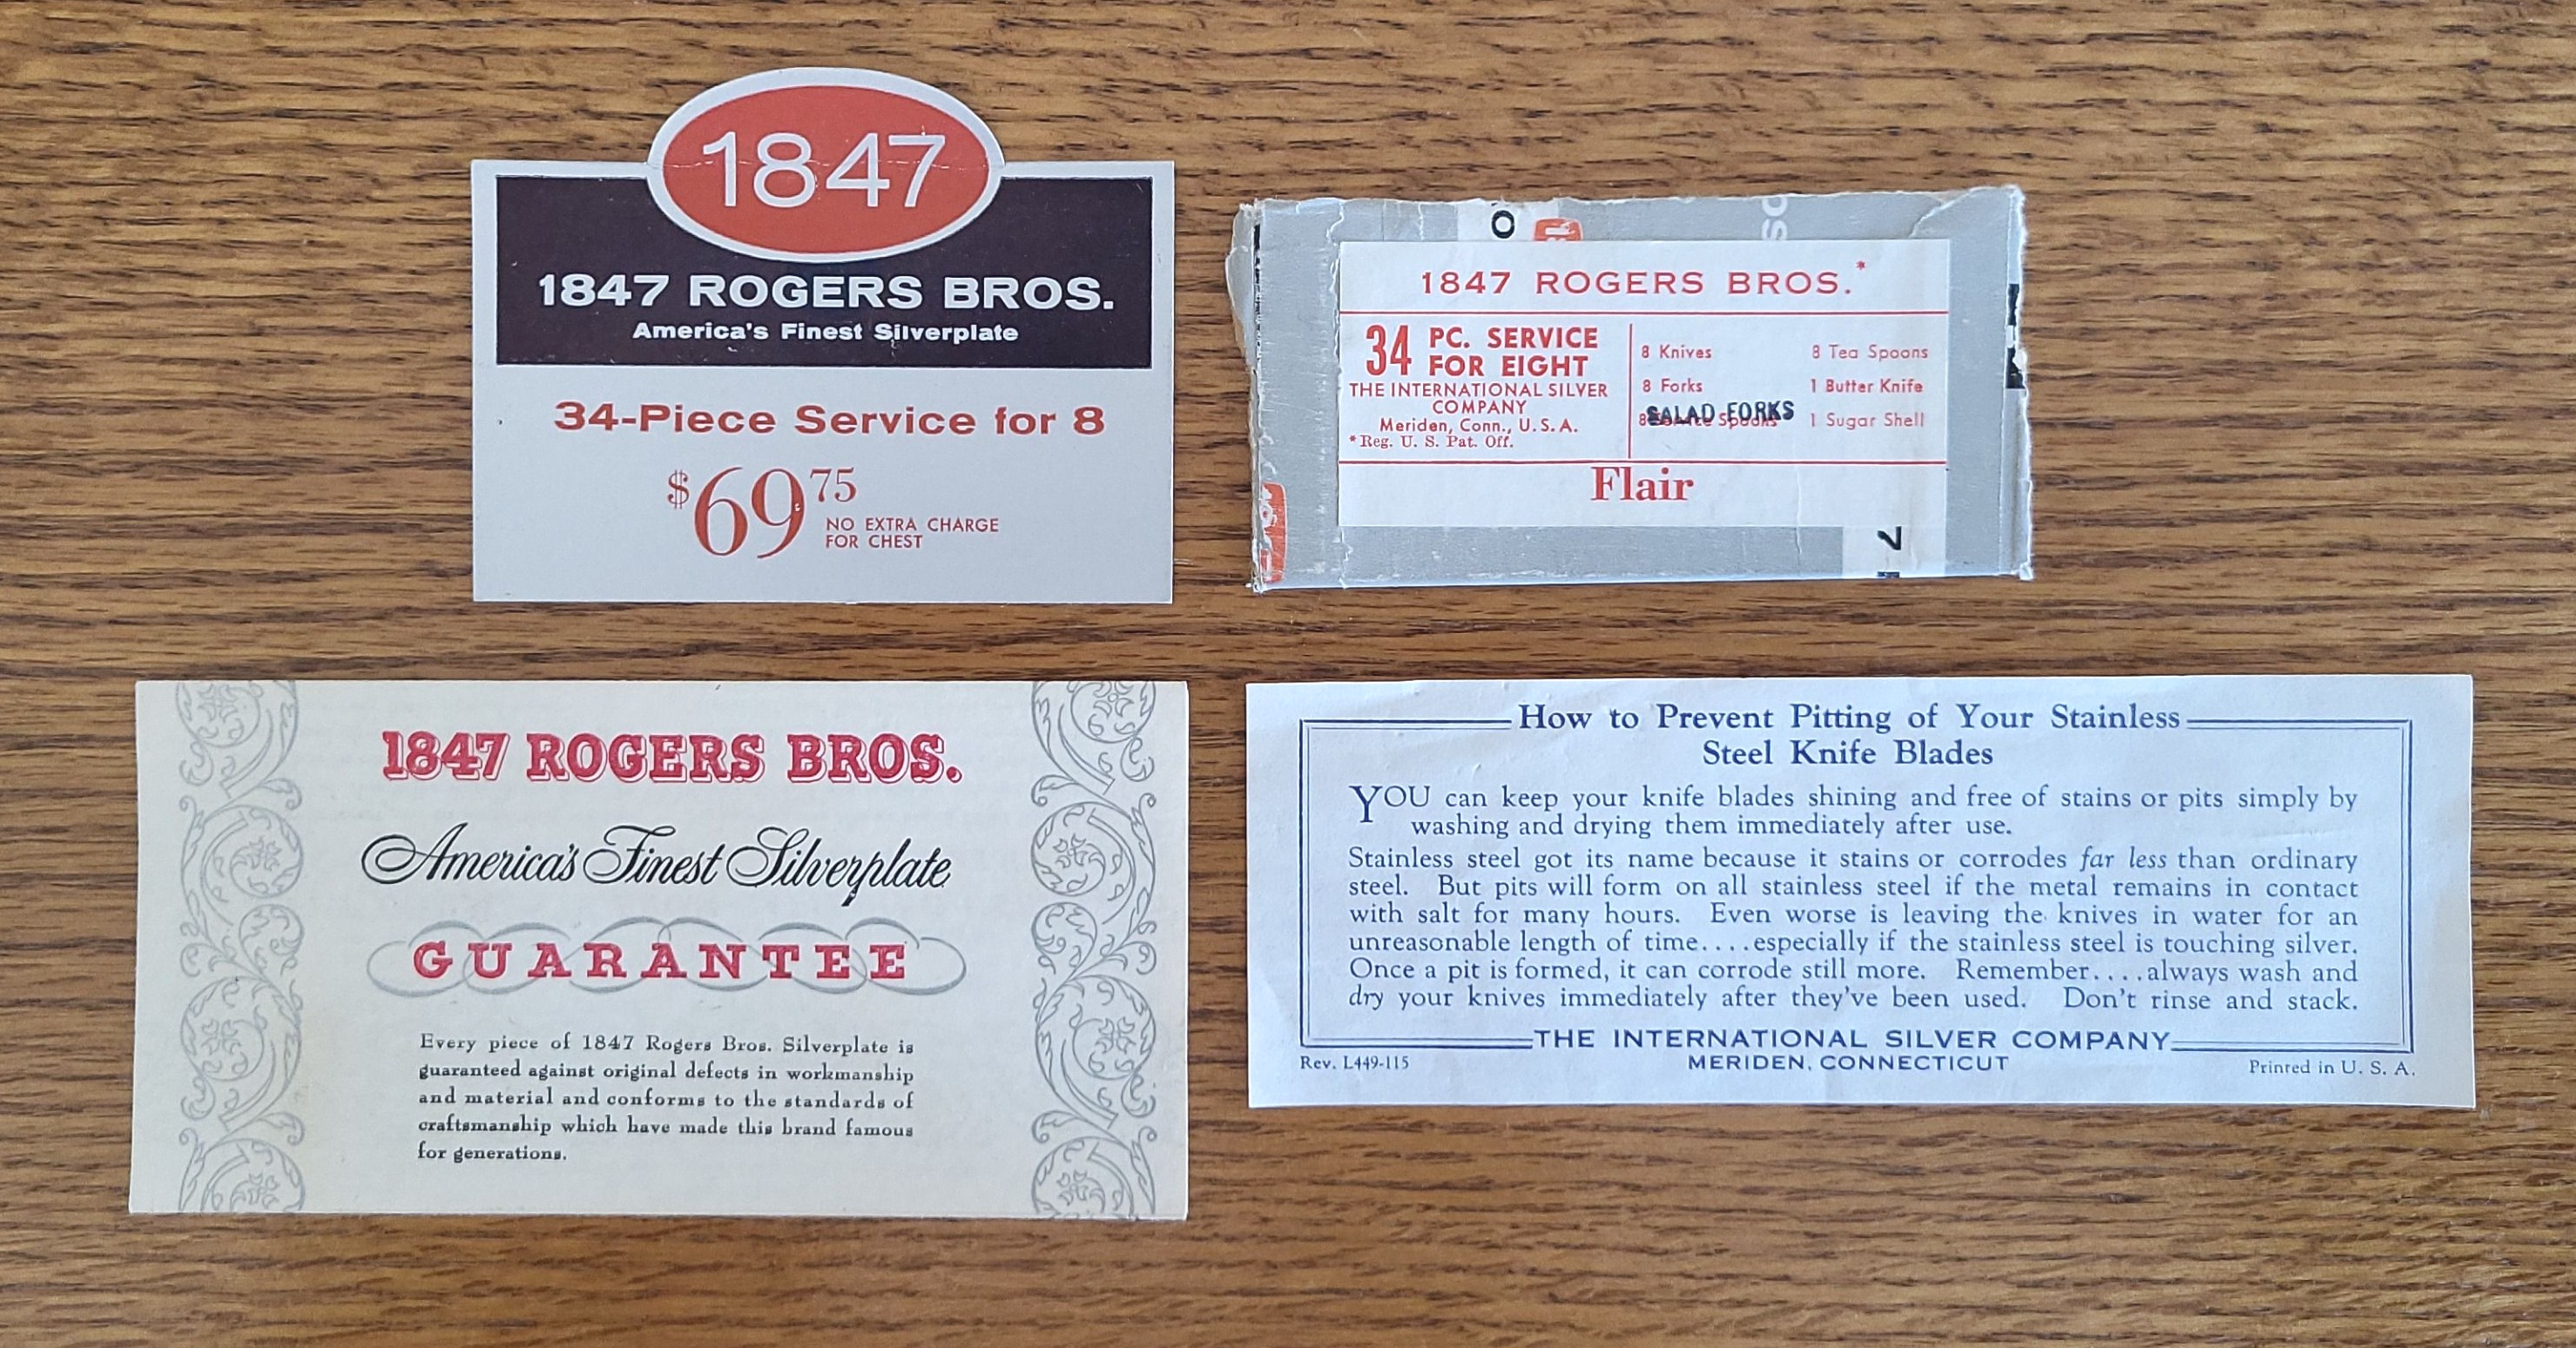 1847
1847 ROGERS BROS.
America's Finest Silverplate
34-Piece Service for 8
$69 75
NO EXTRA CHARGE
FOR CHEST
1847 ROGERS BROS.*
34 PC. SERVICE
FOR EIGHT
THE INTERNATIONAL SILVER
COMPANY
Meriden, Conn., U. S. A.
*Reg. U. S. Pat. Off.
8 Knives
8 Forks
8 SALAD FORKS
8 Tea Spoons
1 Butter Knife
1 Sugar Shell
Flair
7
1847 ROGERS BROS.
America's Finest Silverplate
GUARANTEE
Every piece of 1847 Rogers Bros. Silverplate is
guaranteed against original defects in workmanship
and material and conforms to the standards of
craftsmanship which have made this brand famous
for generations.
How to Prevent Pitting of Your Stainless
Steel Knife Blades
YOU can keep your knife blades shining and free of stains or pits simply by
washing and drying them immediately after use.
Stainless steel got its name because it stains or corrodes far less than ordinary
steel. But pits will form on all stainless steel if the metal remains in contact
with salt for many hours. Even worse is leaving the knives in water for an
unreasonable length of time....especially if the stainless steel is touching silver.
Once a pit is formed, it can corrode still more. Remember....always wash and
dry your knives immediately after they've been used. Don't rinse and stack.
THE INTERNATIONAL SILVER COMPANY
MERIDEN, CONNECTICUT
Rev. L449-115
Printed in U. S. A.